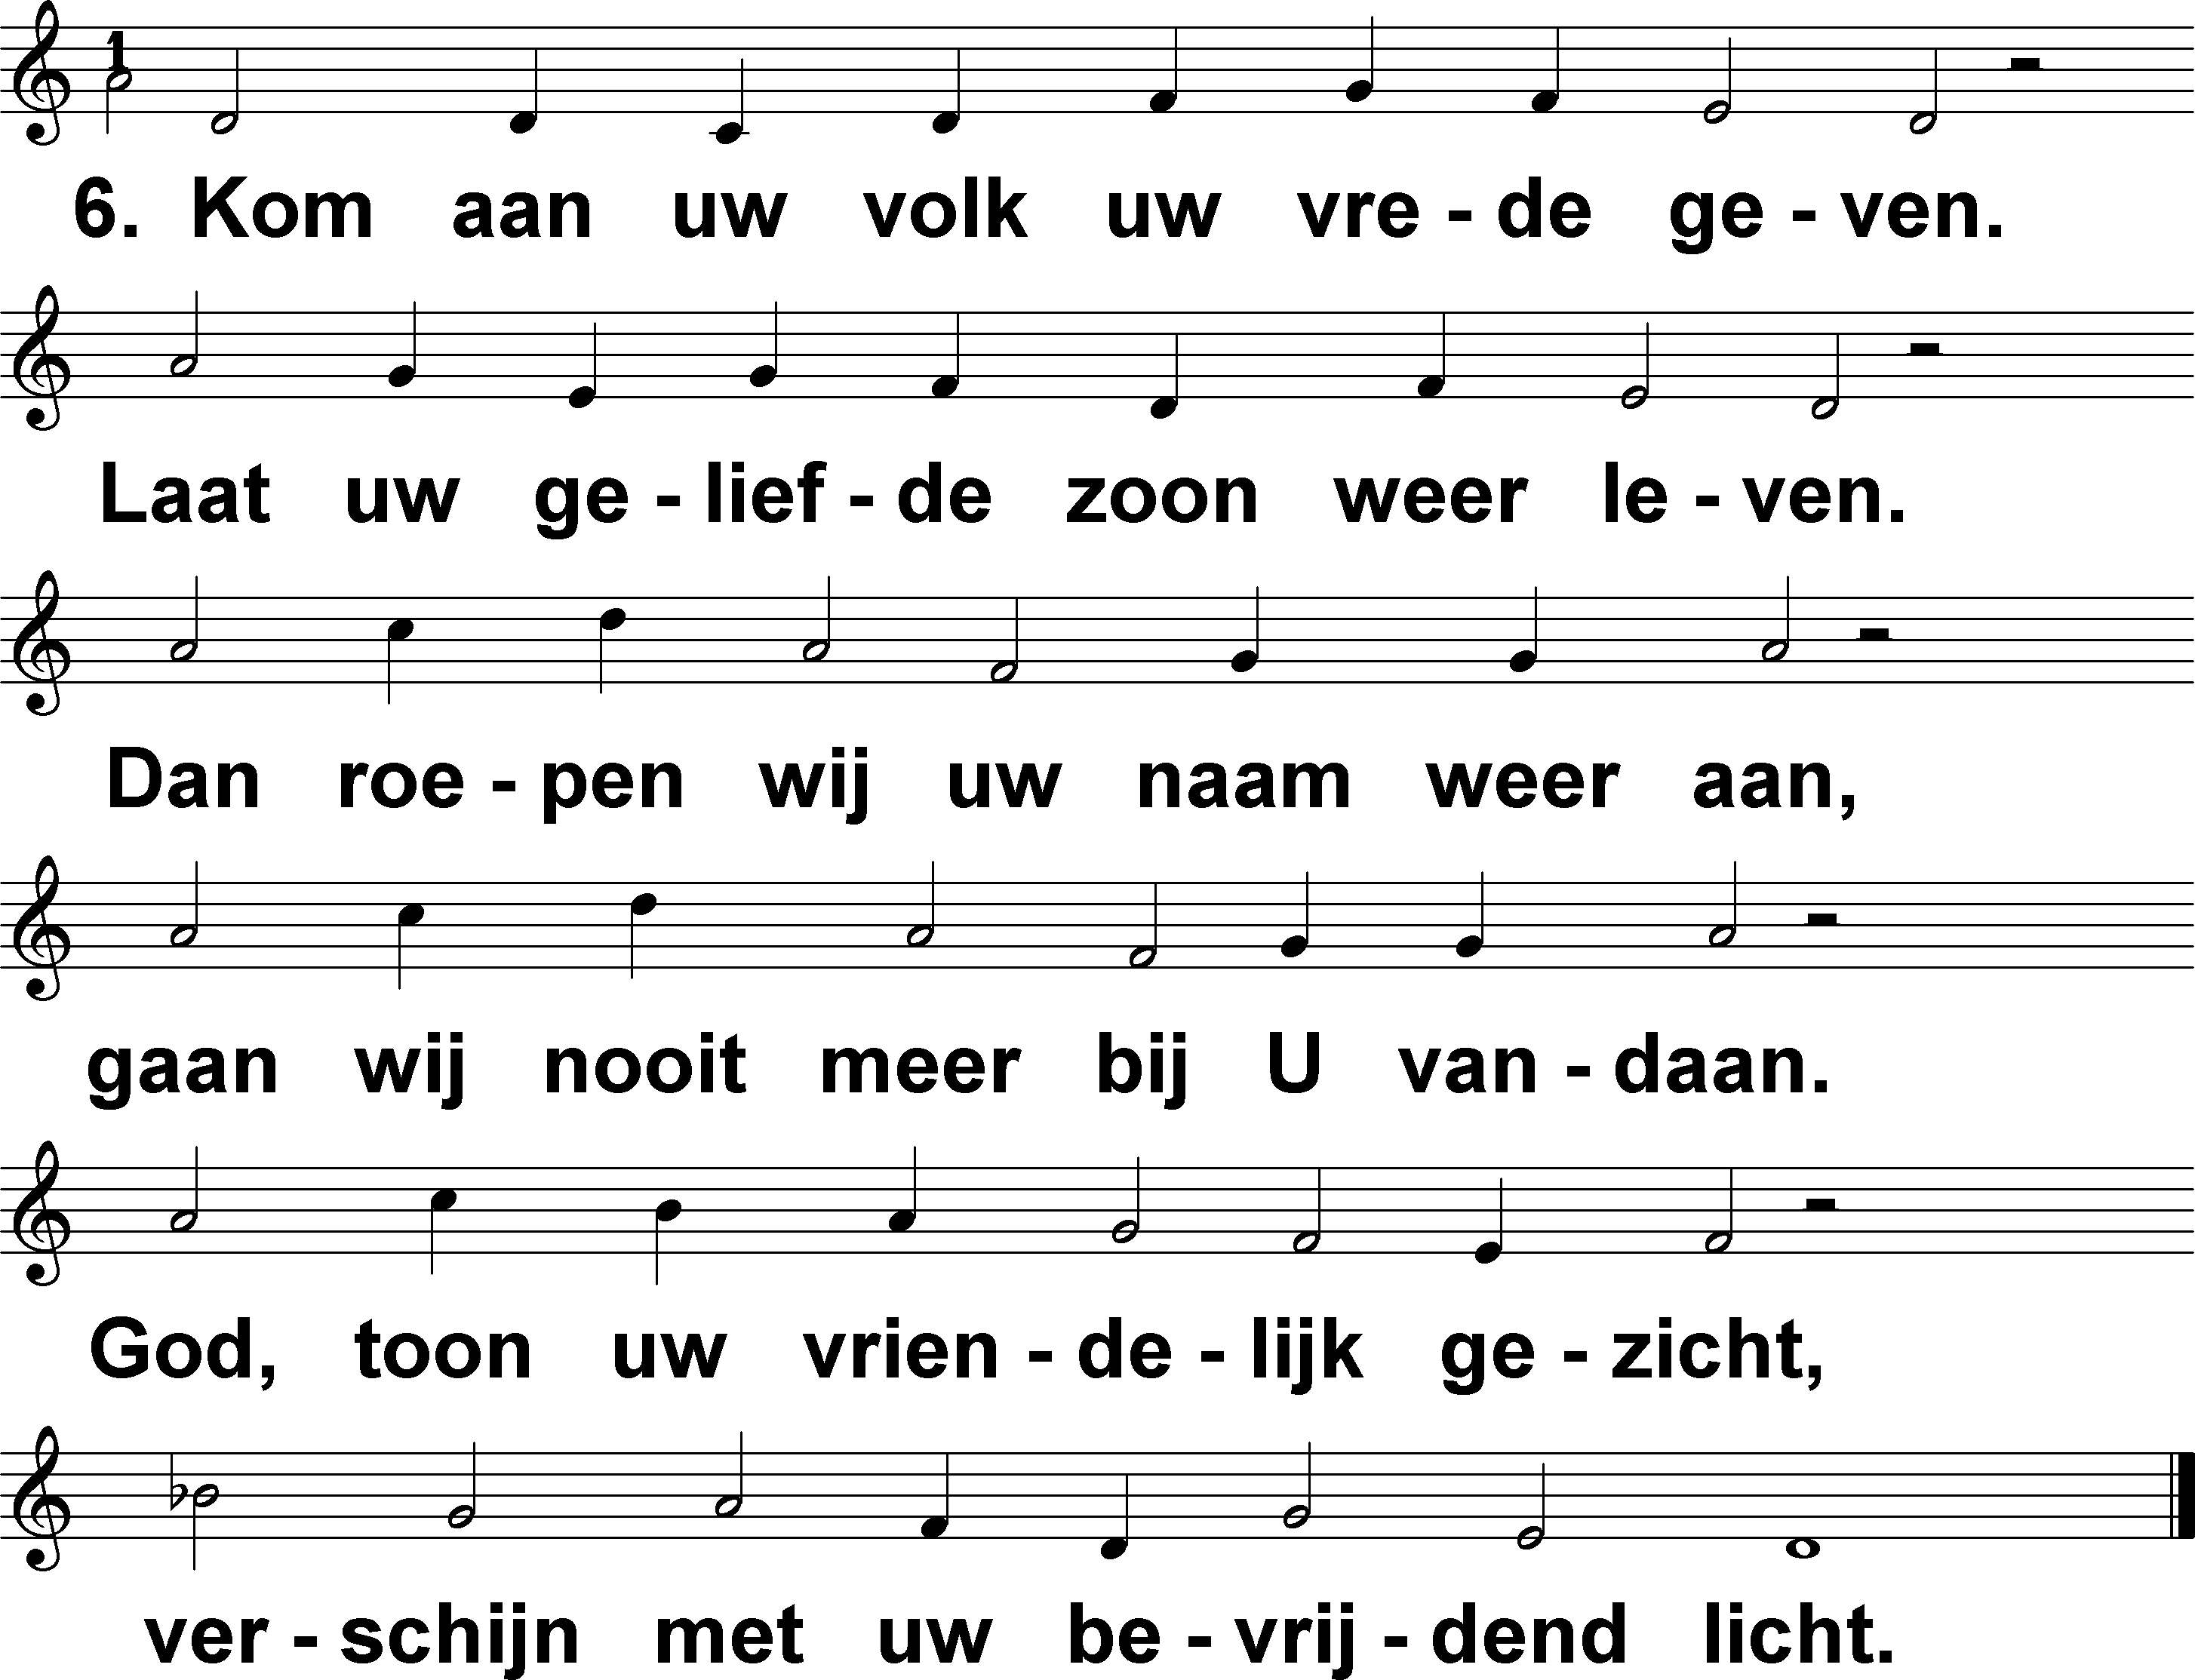 1
6. Kom aan uw volk uw vre - de ge - ven.
Laat uw ge - lief - de zoon weer le - ven.
Dan roe - pen wij uw naam weer aan,
gaan wij nooit meer bij U van - daan.
God, toon uw vrien - de - lijk ge - zicht,
ver - schijn met uw be - vrij - dend licht.